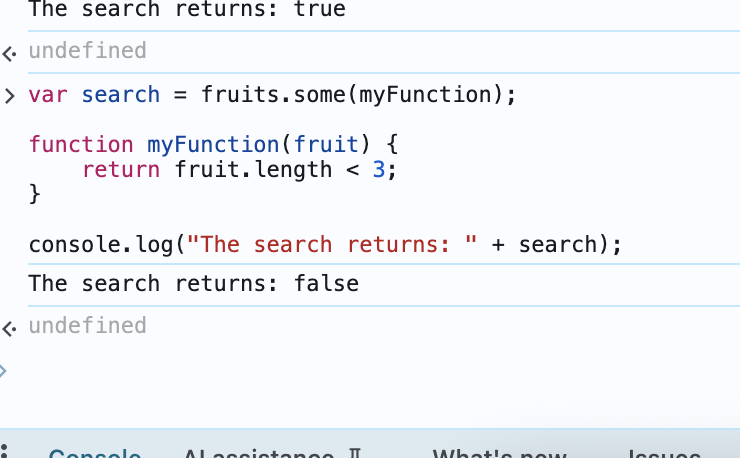 The search returns: true
undefined
var search = fruits.some(myFunction);
function myFunction(fruit) {
    return fruit.length < 3;
}
console.log("The search returns: " + search);
The search returns: false
undefined
Console AI assistance What's new Issues